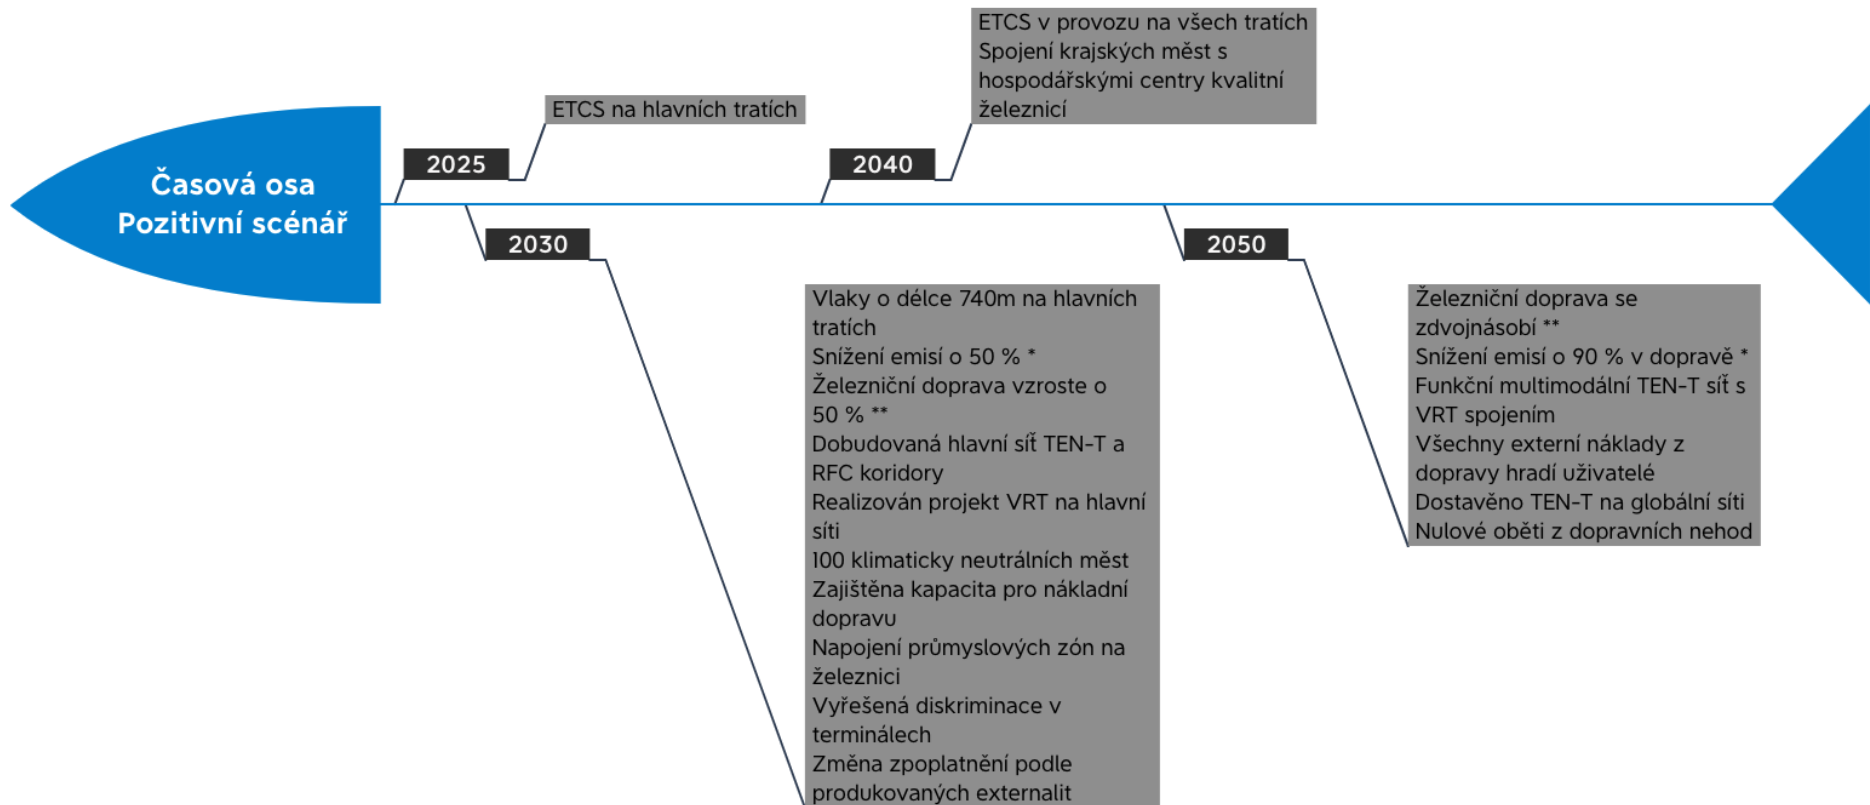 Časová osa
Pozitivní scénář
2025
ETCS na hlavních tratích
2030
Vlaky o délce 740m na hlavních
tratích
Snížení emisí o 50 % *
Železniční doprava vzroste o
50 % **
Dobudovaná hlavní síť TEN-T a
RFC koridory
Realizován projekt VRT na hlavní
síti
100 klimaticky neutrálních měst
Zajištěna kapacita pro nákladní
dopravu
Napojení průmyslových zón na
železnici
Vyřešená diskriminace v
terminálech
Změna zpoplatnění podle
produkovaných externalit
2040
ETCS v provozu na všech tratích
Spojení krajských měst s
hospodářskými centry kvalitní
železnicí
2050
Železniční doprava se
zdvojnásobí **
Snížení emisí o 90 % v dopravě *
Funkční multimodální TEN-T síť s
VRT spojením
Všechny externí náklady z
dopravy hradí uživatelé
Dostavěno TEN-T na globální síti
Nulové oběti z dopravních nehod